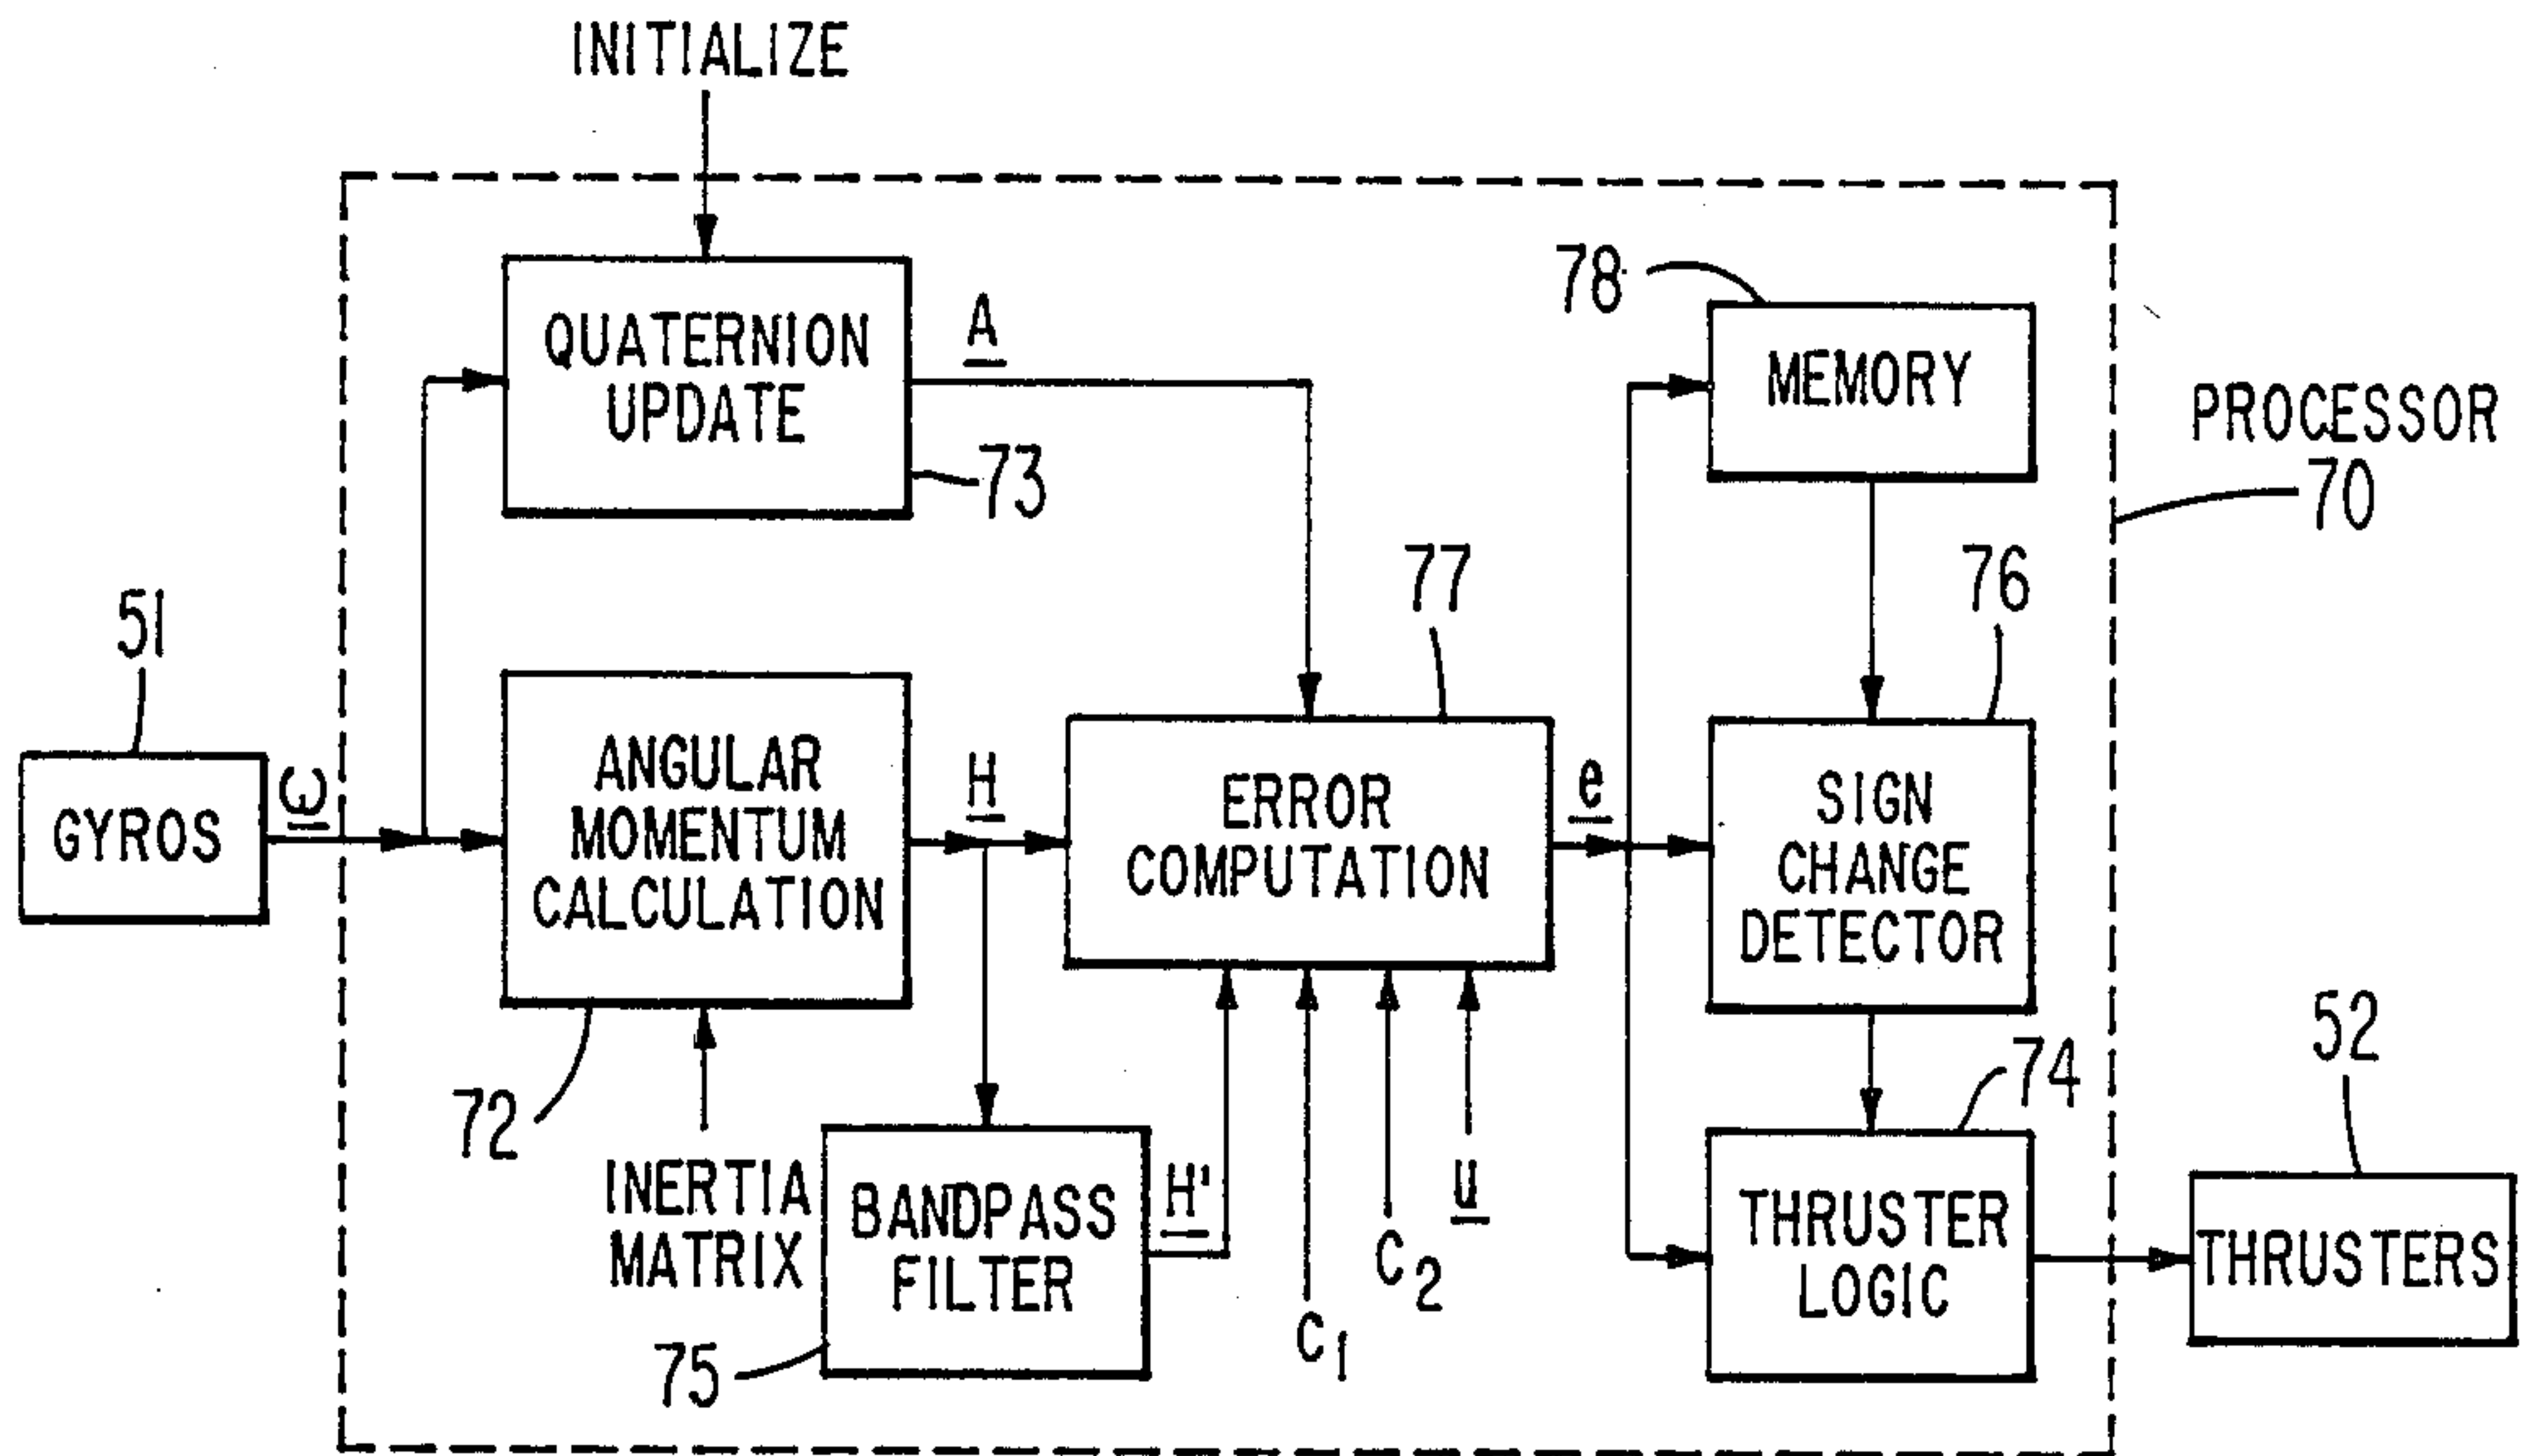 INITIALIZE
QUATERNION
UPDATE
73
A
78
MEMORY
PROCESSOR
70
51
GYROS
ω
ANGULAR
MOMENTUM
CALCULATION
72
H
77
ERROR
COMPUTATION
e
76
SIGN
CHANGE
DETECTOR
INERTIA
MATRIX
BANDPASS
FILTER
75
H'
C₁
C₂
u
74
THRUSTER
LOGIC
52
THRUSTERS